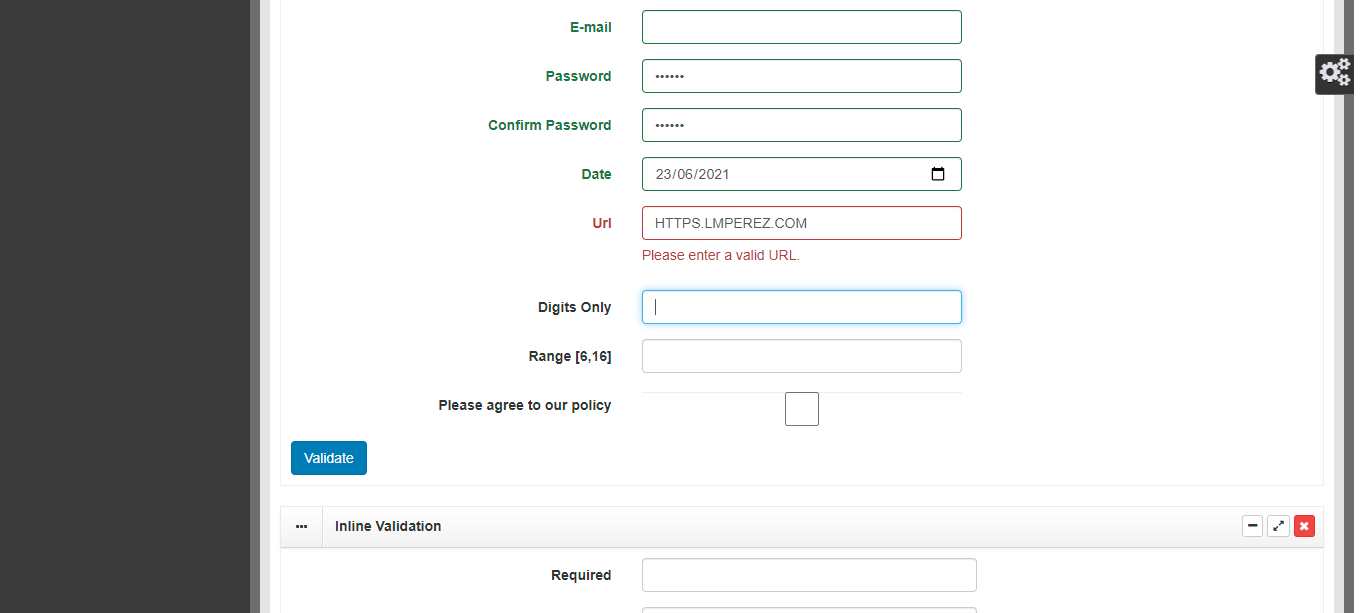 E-mail
Password ••••••
Confirm Password ••••••
Date 23/06/2021
Url HTTPS.LMPEREZ.COM
Please enter a valid URL.
Digits Only
Range [6,16]
Please agree to our policy
Validate
Inline Validation
Required